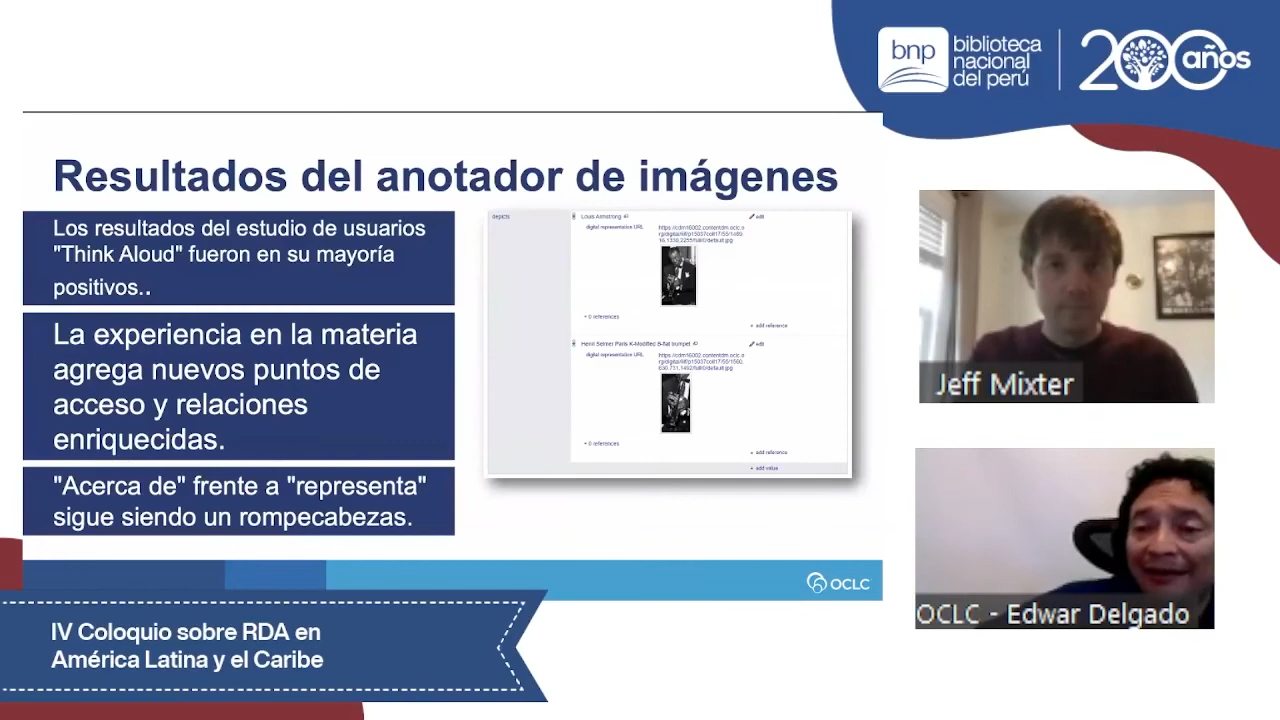 bnp
biblioteca
nacional
del perú
200 años
Resultados del anotador de imágenes
Los resultados del estudio de usuarios
"Think Aloud" fueron en su mayoría
positivos..
La experiencia en la materia
agrega nuevos puntos de
acceso y relaciones
enriquecidas.
"Acerca de" frente a "representa"
sigue siendo un rompecabezas.
depicts
Louis Armstrong
edit
digital representation URL
0 references
+ add reference
Henri Selmer Paris K-Modified B-flat trumpet
edit
digital representation URL
0 references
+ add reference
+ add value
OCLC
Jeff Mixter
OCLC - Edwar Delgado
IV Coloquio sobre RDA en
América Latina y el Caribe